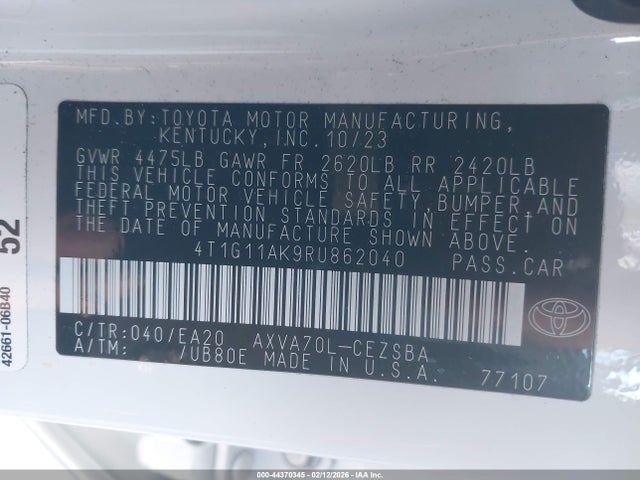 MFD.BY:TOYOTA MOTOR MANUFACTURING,
KENTUCKY, INC. 10/23
GVWR 4475LB GAWR FR 2620LB RR 2420LB
THIS VEHICLE CONFORMS TO ALL APPLICABLE
FEDERAL MOTOR VEHICLE SAFETY, BUMPER, AND
THEFT PREVENTION STANDARDS IN EFFECT ON
THE DATE OF MANUFACTURE SHOWN ABOVE.
4T1G11AK9RU862040 PASS.CAR
C/TR:040/EA20 AXVA70L-CEZSBA
A/TM: /UB80E MADE IN U.S.A.
77107
52
42661-06B40
000-44370345 | 02/12/2026 | IAA, Inc.